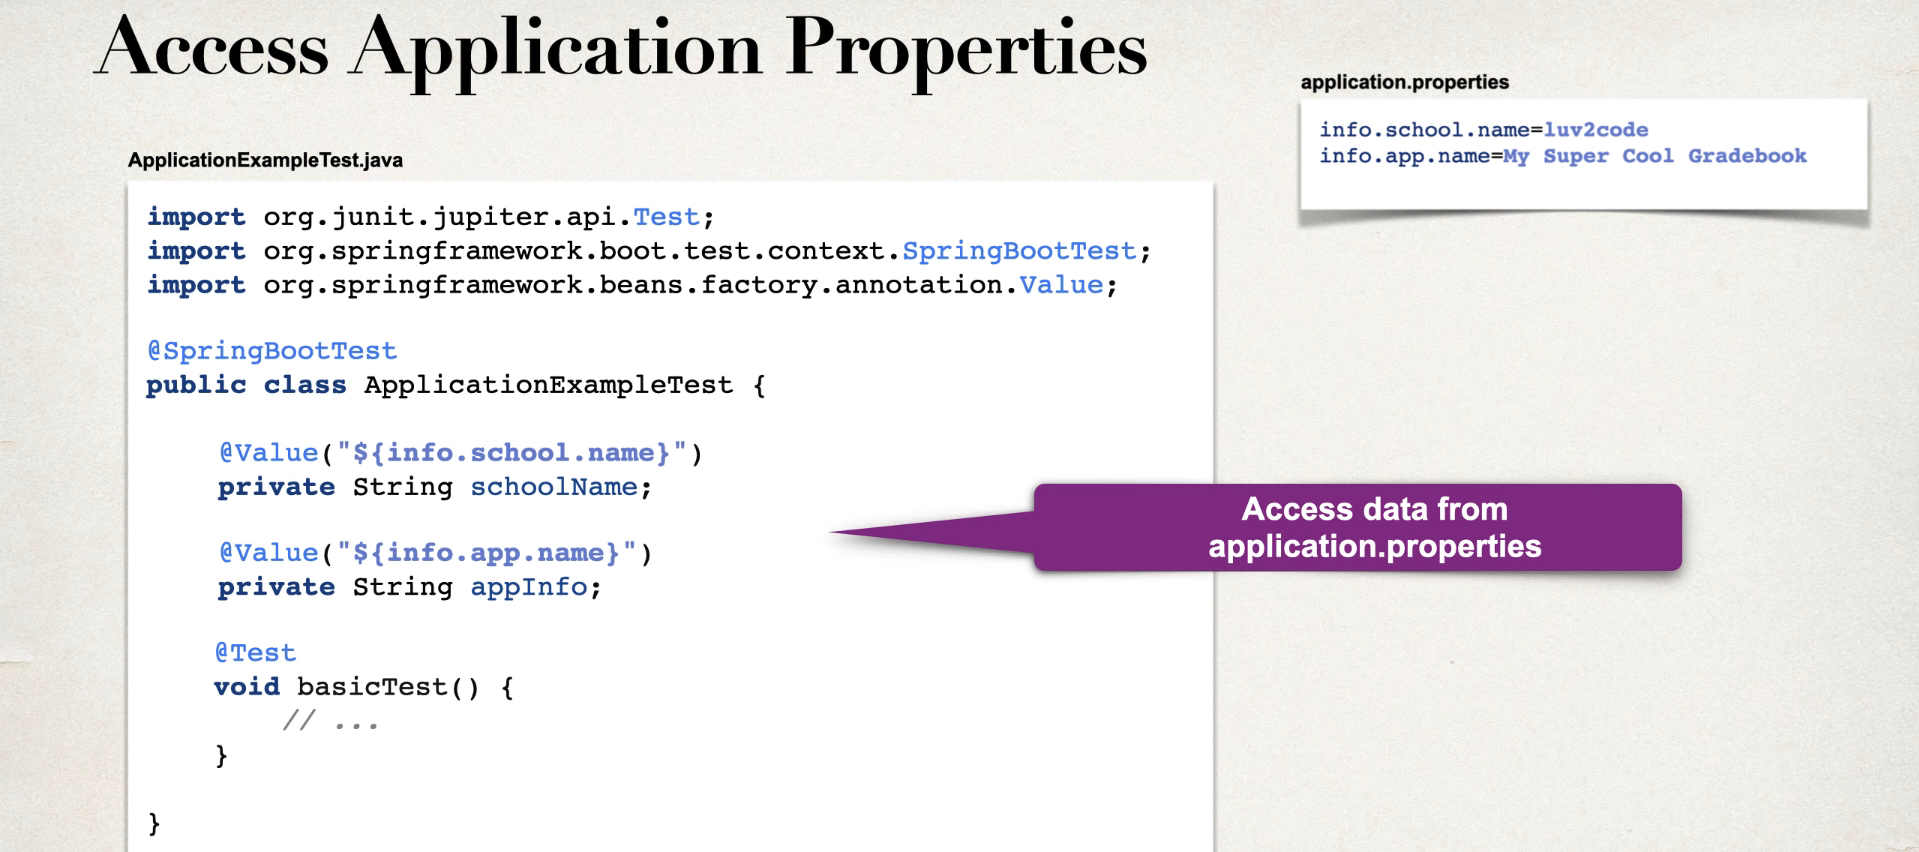 Access Application Properties
application.properties
info.school.name=luv2code
info.app.name=My Super Cool Gradebook
ApplicationExampleTest.java
import org.junit.jupiter.api.Test;
import org.springframework.boot.test.context.SpringBootTest;
import org.springframework.beans.factory.annotation.Value;
@SpringBootTest
public class ApplicationExampleTest {
@Value("${info.school.name}")
private String schoolName;
@Value("${info.app.name}")
private String appInfo;
@Test
void basicTest() {
// ...
}
}
Access data from
application.properties